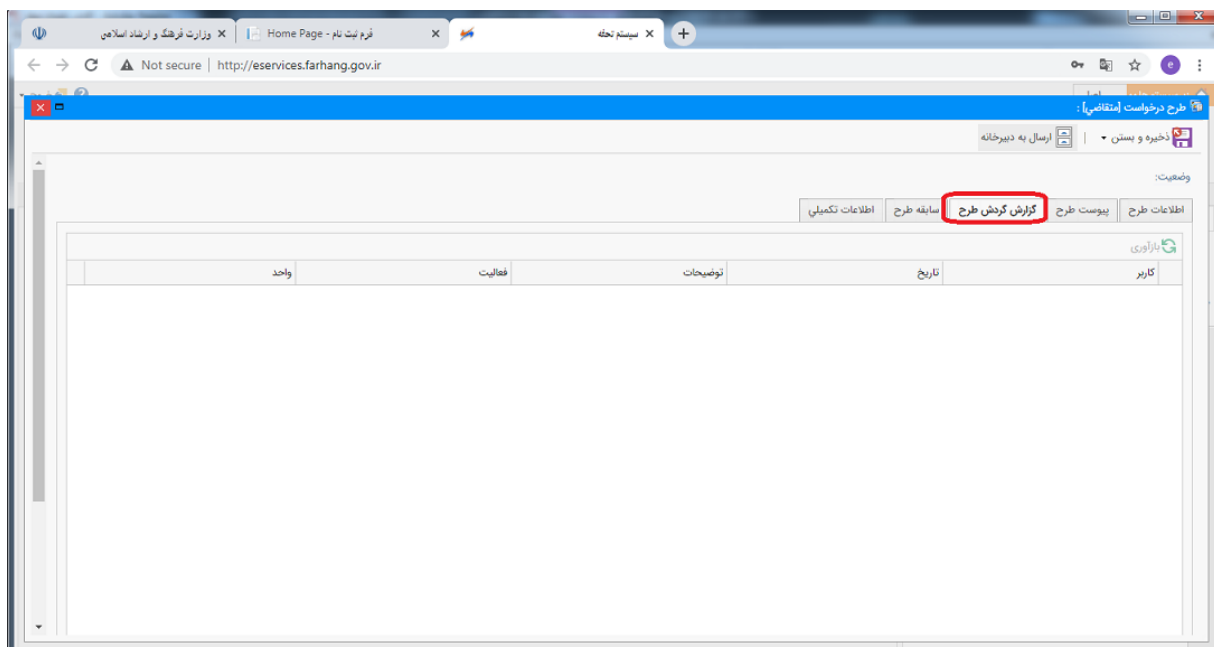 وزارت فرهنگ و ارشاد اسلامی
فرم ثبت نام - Home Page
سیستم تحفه
Not secure | http://eservices.farhang.gov.ir
طرح درخواست [متقاضی] :
ذخیره و بستن | ارسال به دبیرخانه
وضعیت:
اطلاعات طرح پیوست طرح گزارش گردش طرح سابقه طرح اطلاعات تکمیلی
بازآوری
کاربر تاریخ توضیحات فعالیت واحد